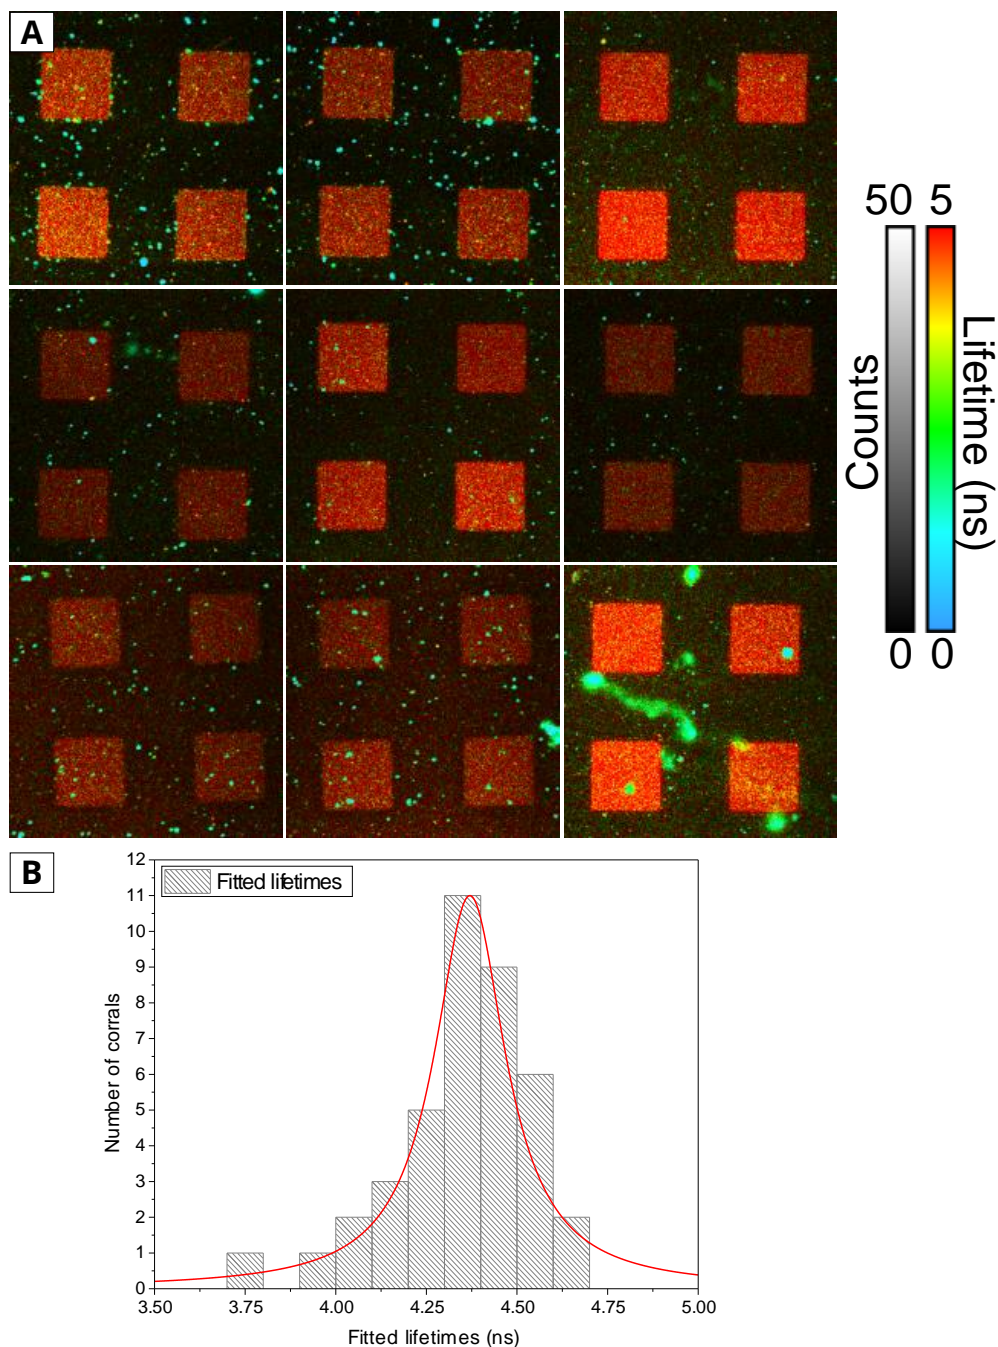 A
50 5
Counts
Lifetime (ns)
0 0
B
12
11
10
9
8
7
6
5
4
3
2
1
0
Fitted lifetimes
Number of corrals
3.50 3.75 4.00 4.25 4.50 4.75 5.00
Fitted lifetimes (ns)